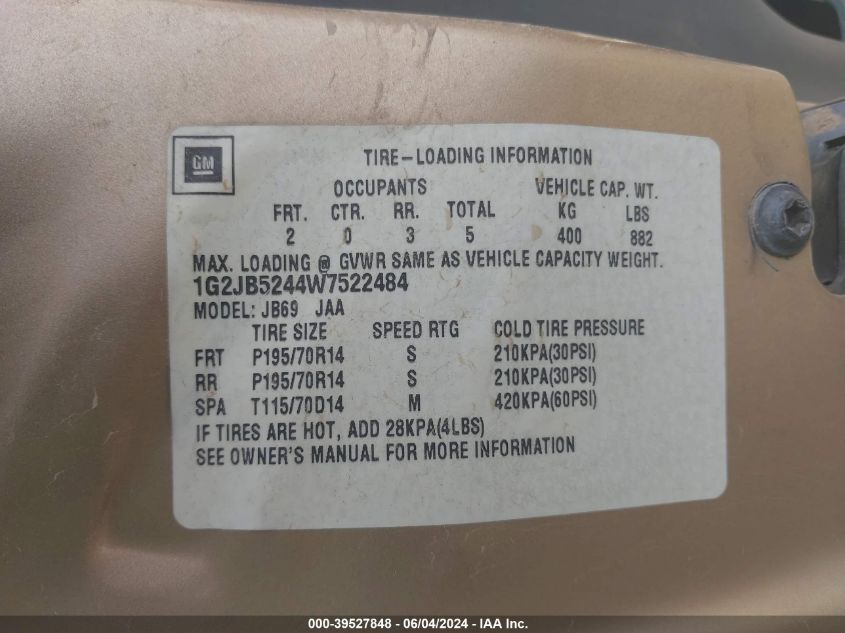 GM
TIRE-LOADING INFORMATION
OCCUPANTS VEHICLE CAP. WT.
FRT. CTR. RR. TOTAL KG LBS
2 0 3 5 400 882
MAX. LOADING @ GVWR SAME AS VEHICLE CAPACITY WEIGHT.
1G2JB5244W7522484
MODEL: JB69 JAA
TIRE SIZE SPEED RTG COLD TIRE PRESSURE
FRT P195/70R14 S 210KPA(30PSI)
RR P195/70R14 S 210KPA(30PSI)
SPA T115/70D14 M 420KPA(60PSI)
IF TIRES ARE HOT, ADD 28KPA(4LBS)
SEE OWNER'S MANUAL FOR MORE INFORMATION
000-39527848 - 06/04/2024 - IAA Inc.